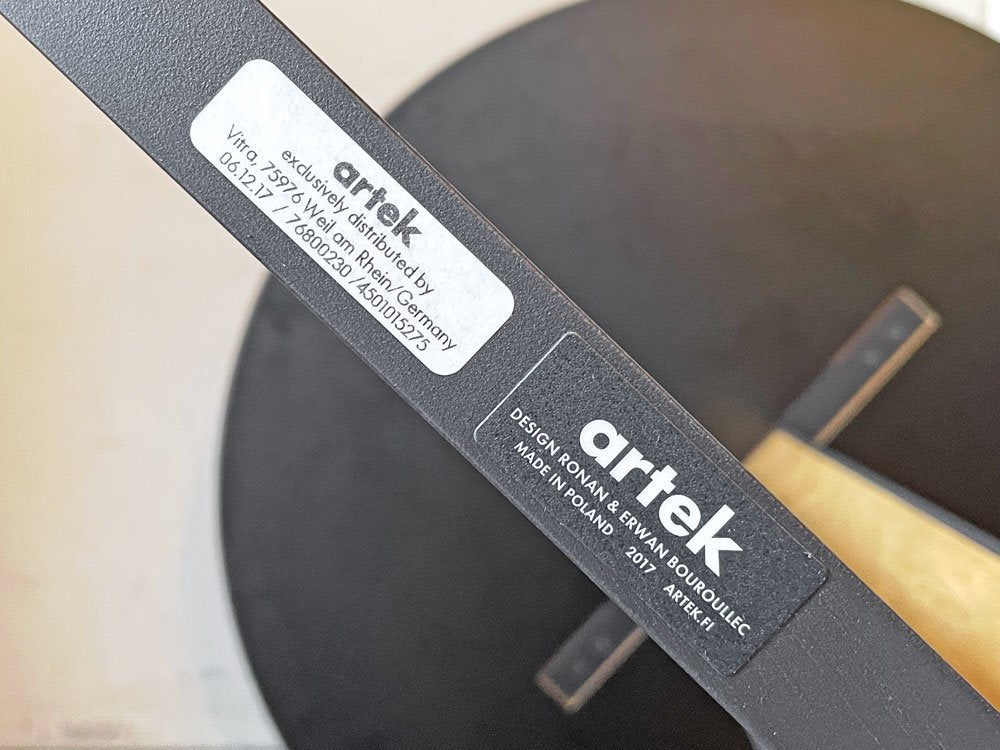 artek
exclusively distributed by
Vitra, 75976 Weil am Rhein/Germany
06.12.17 / 76800230 /4501015275
artek
DESIGN RONAN & ERWAN BOUROULLEC
MADE IN POLAND 2017 ARTEK.FI